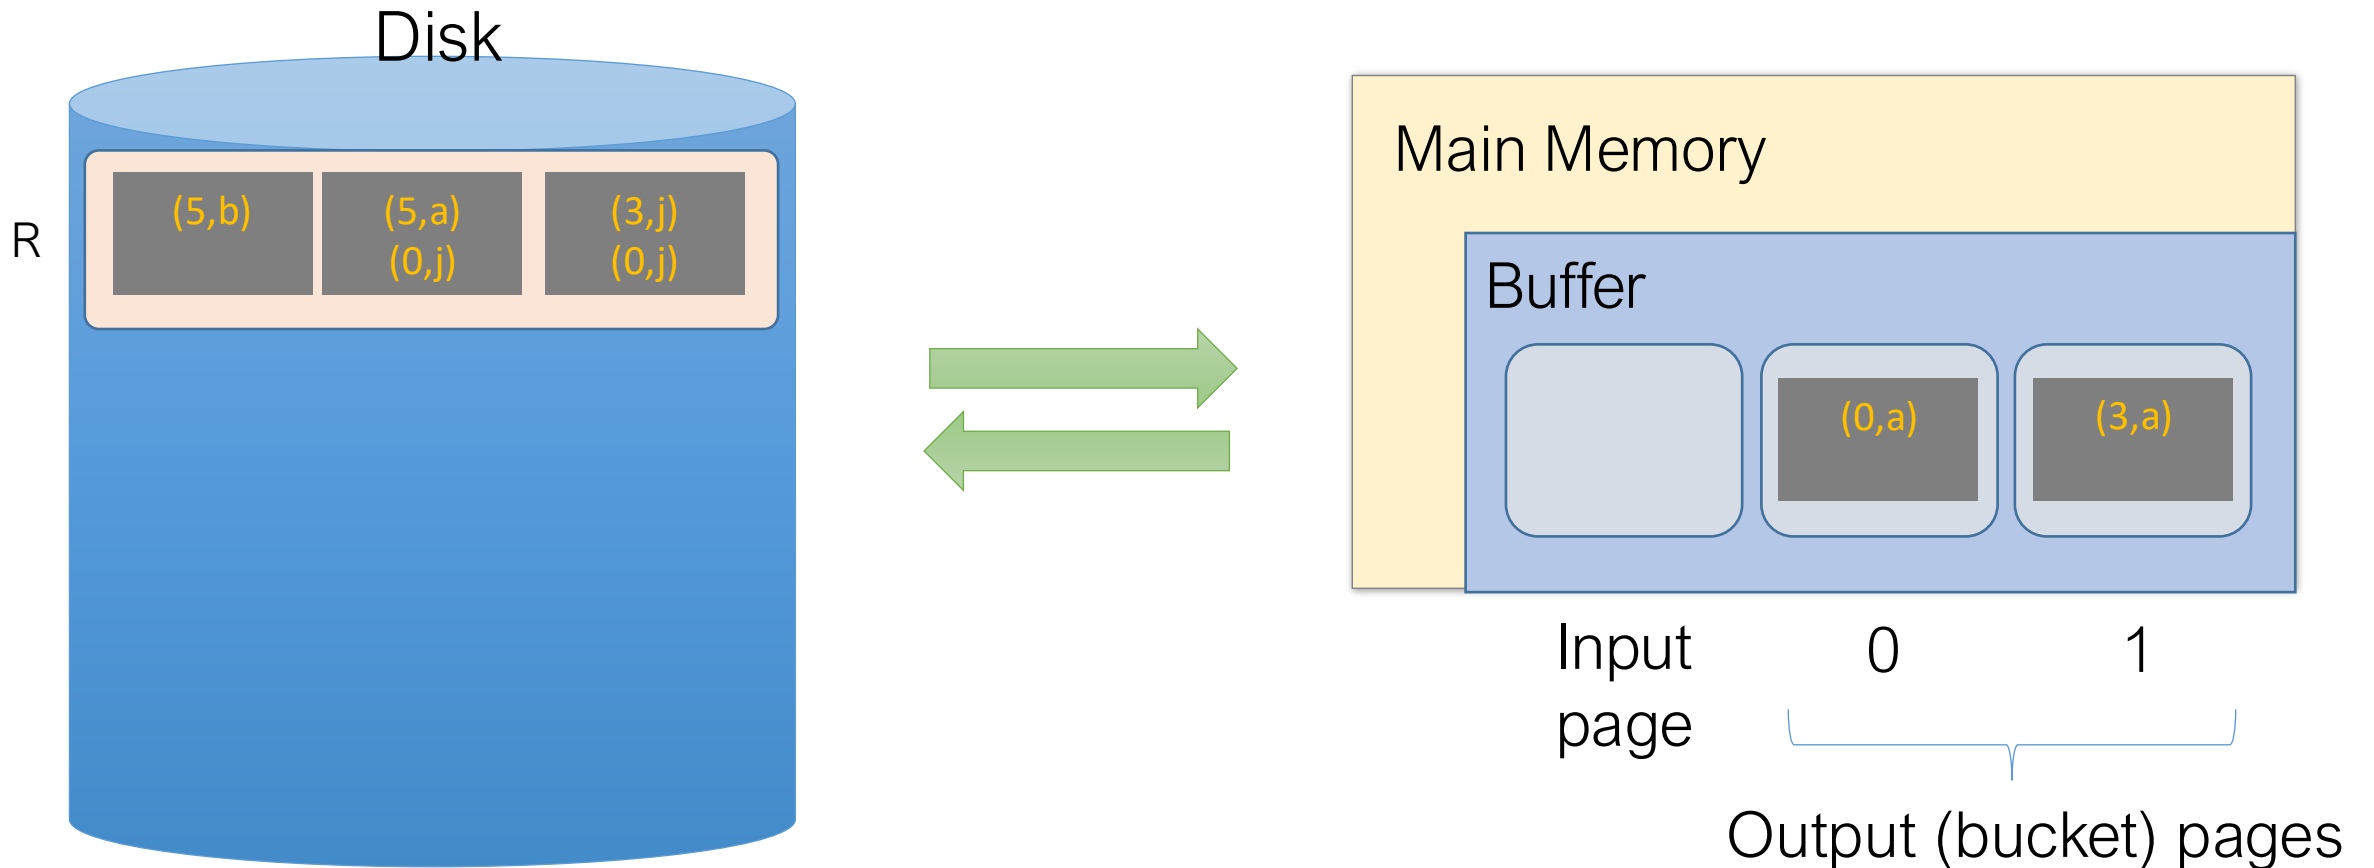 Disk
R
(5,b)
(5,a)
(0,j)
(3,j)
(0,j)
Main Memory
Buffer
(0,a)
(3,a)
Input
page
0
1
Output (bucket) pages